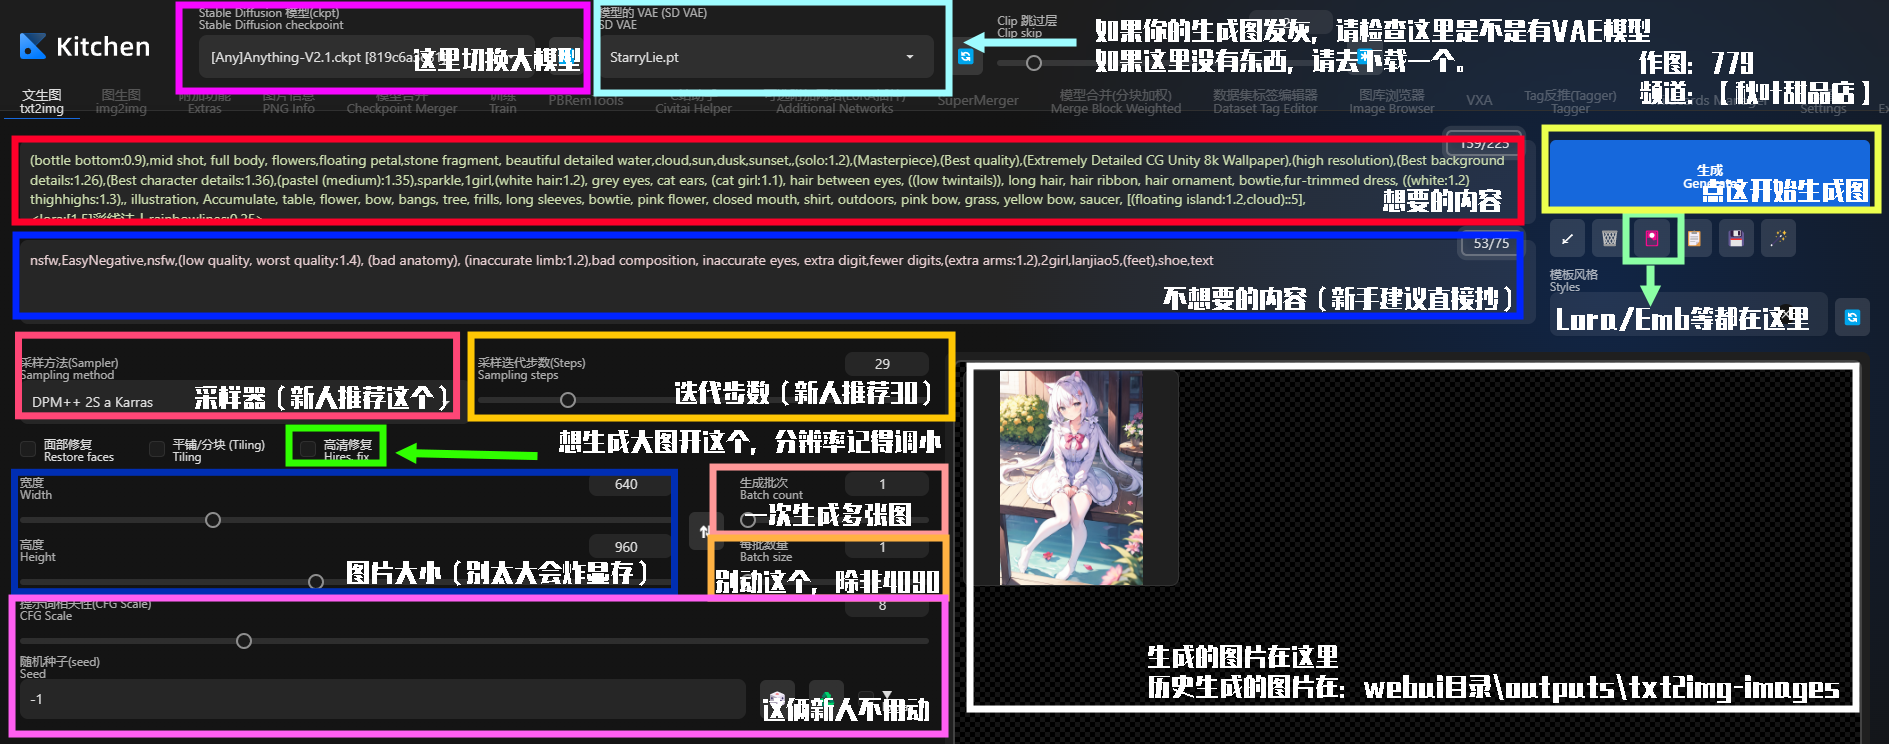 Kitchen
Stable Diffusion 模型(ckpt)
Stable Diffusion checkpoint
[Any]Anything-V2.1.ckpt [819c6a
这里切换大模型
模型的 VAE (SD VAE)
SD VAE
StarryLie.pt
Clip 跳过层
Clip skip
如果你的生成图发灰，请检查这里是不是有VAE模型
如果这里没有东西，请去下载一个。
作图：779
频道：【秋叶甜品店】
文生图
txt2img
图生图
img2img
附加功能
Extras
图片信息
PNG Info
模型合并
Checkpoint Merger
训练
Train
PBRemTools
Civitai Helper
Additional Networks
SuperMerger
模型合并(分块加权)
Merge Block Weighted
数据集标签编辑器
Dataset Tag Editor
图库浏览器
Image Browser
VXA
Tag反推(Tagger)
Tagger
Settings
Ex
159/225
(bottle bottom:0.9),mid shot, full body, flowers,floating petal,stone fragment, beautiful detailed water,cloud,sun,dusk,sunset,,(solo:1.2),(Masterpiece),(Best quality),(Extremely Detailed CG Unity 8k Wallpaper),(high resolution),(Best background
details:1.26),(Best character details:1.36),(pastel (medium):1.35),sparkle,1girl,(white hair:1.2), grey eyes, cat ears, (cat girl:1.1), hair between eyes, ((low twintails)), long hair, hair ribbon, hair ornament, bowtie,fur-trimmed dress, ((white:1.2)
thighhighs:1.3),, illustration, Accumulate, table, flower, bow, bangs, tree, frills, long sleeves, bowtie, pink flower, closed mouth, shirt, outdoors, pink bow, grass, yellow bow, saucer, [(floating island:1.2,cloud)::5],
想要的内容
生成
Generate
点这开始生成图
53/75
nsfw,EasyNegative,nsfw,(low quality, worst quality:1.4), (bad anatomy), (inaccurate limb:1.2),bad composition, inaccurate eyes, extra digit,fewer digits,(extra arms:1.2),2girl,lanjiao5,(feet),shoe,text
不想要的内容（新手建议直接抄）
模板风格
Styles
Lora/Emb等都在这里
采样方法(Sampler)
Sampling method
DPM++ 2S a Karras
采样器（新人推荐这个）
采样迭代步数(Steps)
Sampling steps
29
迭代步数（新人推荐30）
面部修复
Restore faces
平铺/分块 (Tiling)
Tiling
高清修复
Hires. fix
想生成大图开这个，分辨率记得调小
宽度
Width
640
高度
Height
960
图片大小（别太大会炸显存）
生成批次
Batch count
1
一次生成多张图
每批数量
Batch size
1
别动这个，除非4090
提示词相关性(CFG Scale)
CFG Scale
8
随机种子(seed)
Seed
-1
这俩新人不用动
生成的图片在这里
历史生成的图片在：webui目录\outputs\txt2img-images